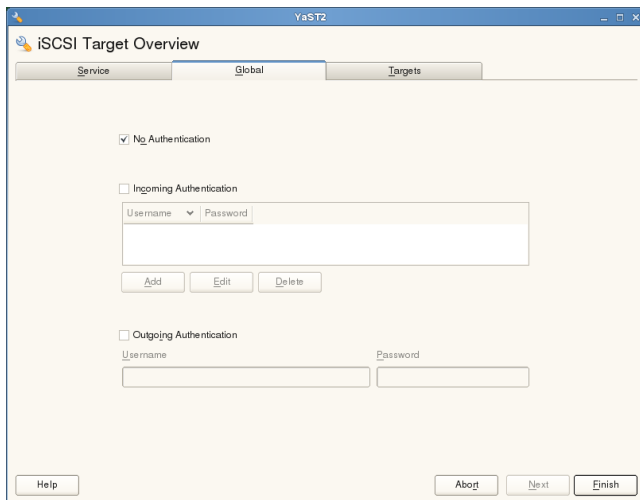 YaST2
iSCSI Target Overview
Service Global Targets
No Authentication
Incoming Authentication
Username Password
Add Edit Delete
Outgoing Authentication
Username Password
Help Abort Next Finish